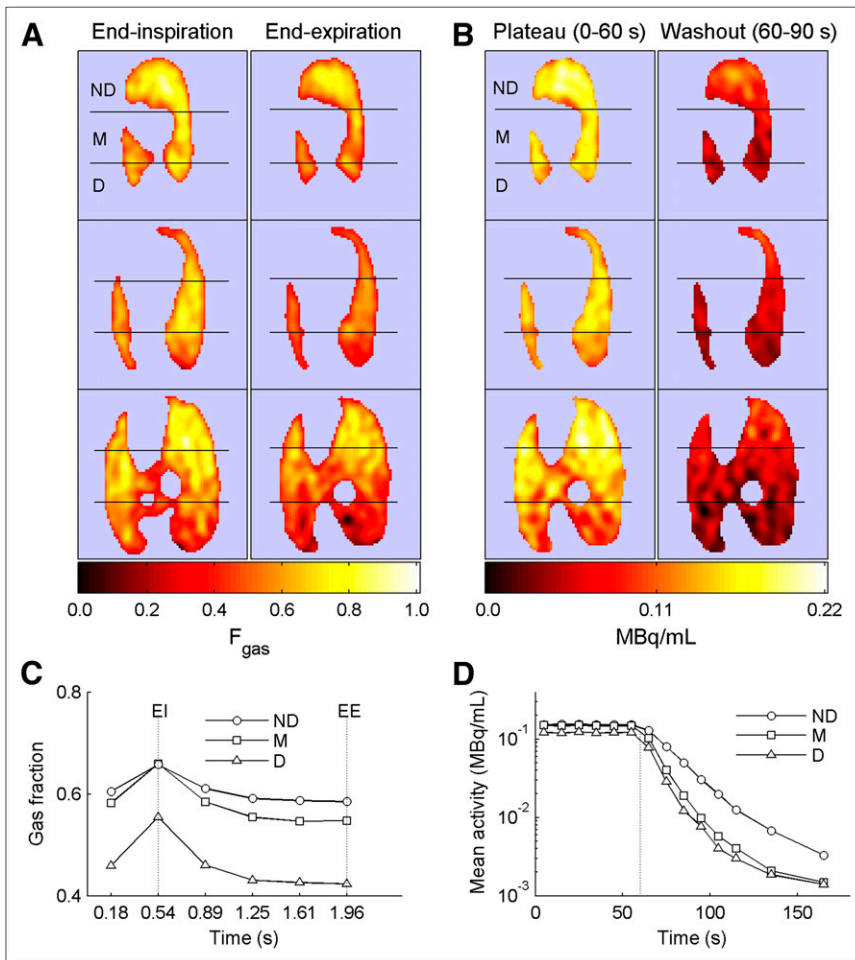 A
End-inspiration
End-expiration
ND
M
D
0.0 0.2 0.4 0.6 0.8 1.0
Fgas
B
Plateau (0-60 s)
Washout (60-90 s)
ND
M
D
0.0 0.11 0.22
MBq/mL
C
0.8
0.6
0.4
Gas fraction
EI
EE
ND
M
D
0.18 0.54 0.89 1.25 1.61 1.96
Time (s)
D
10-1
10-2
10-3
Mean activity (MBq/mL)
ND
M
D
0 50 100 150
Time (s)